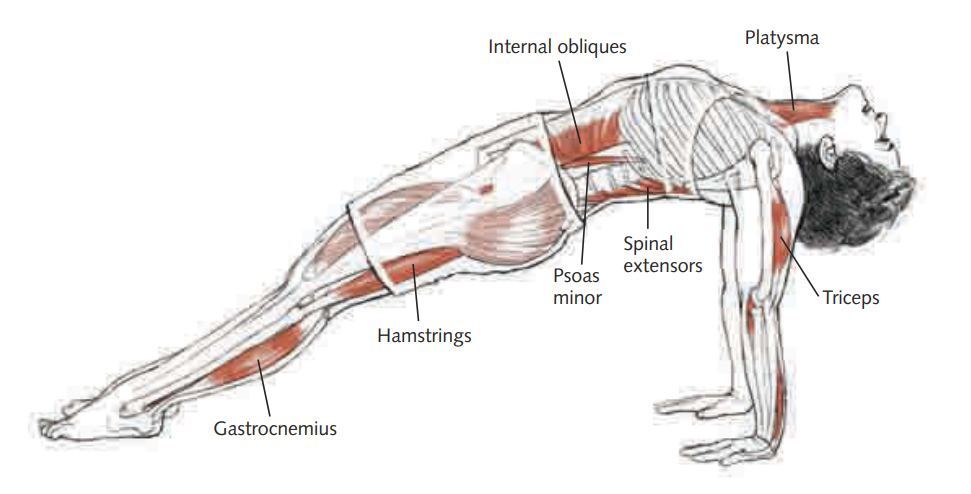 Platysma
Internal obliques
Spinal
extensors
Psoas
minor
Triceps
Hamstrings
Gastrocnemius